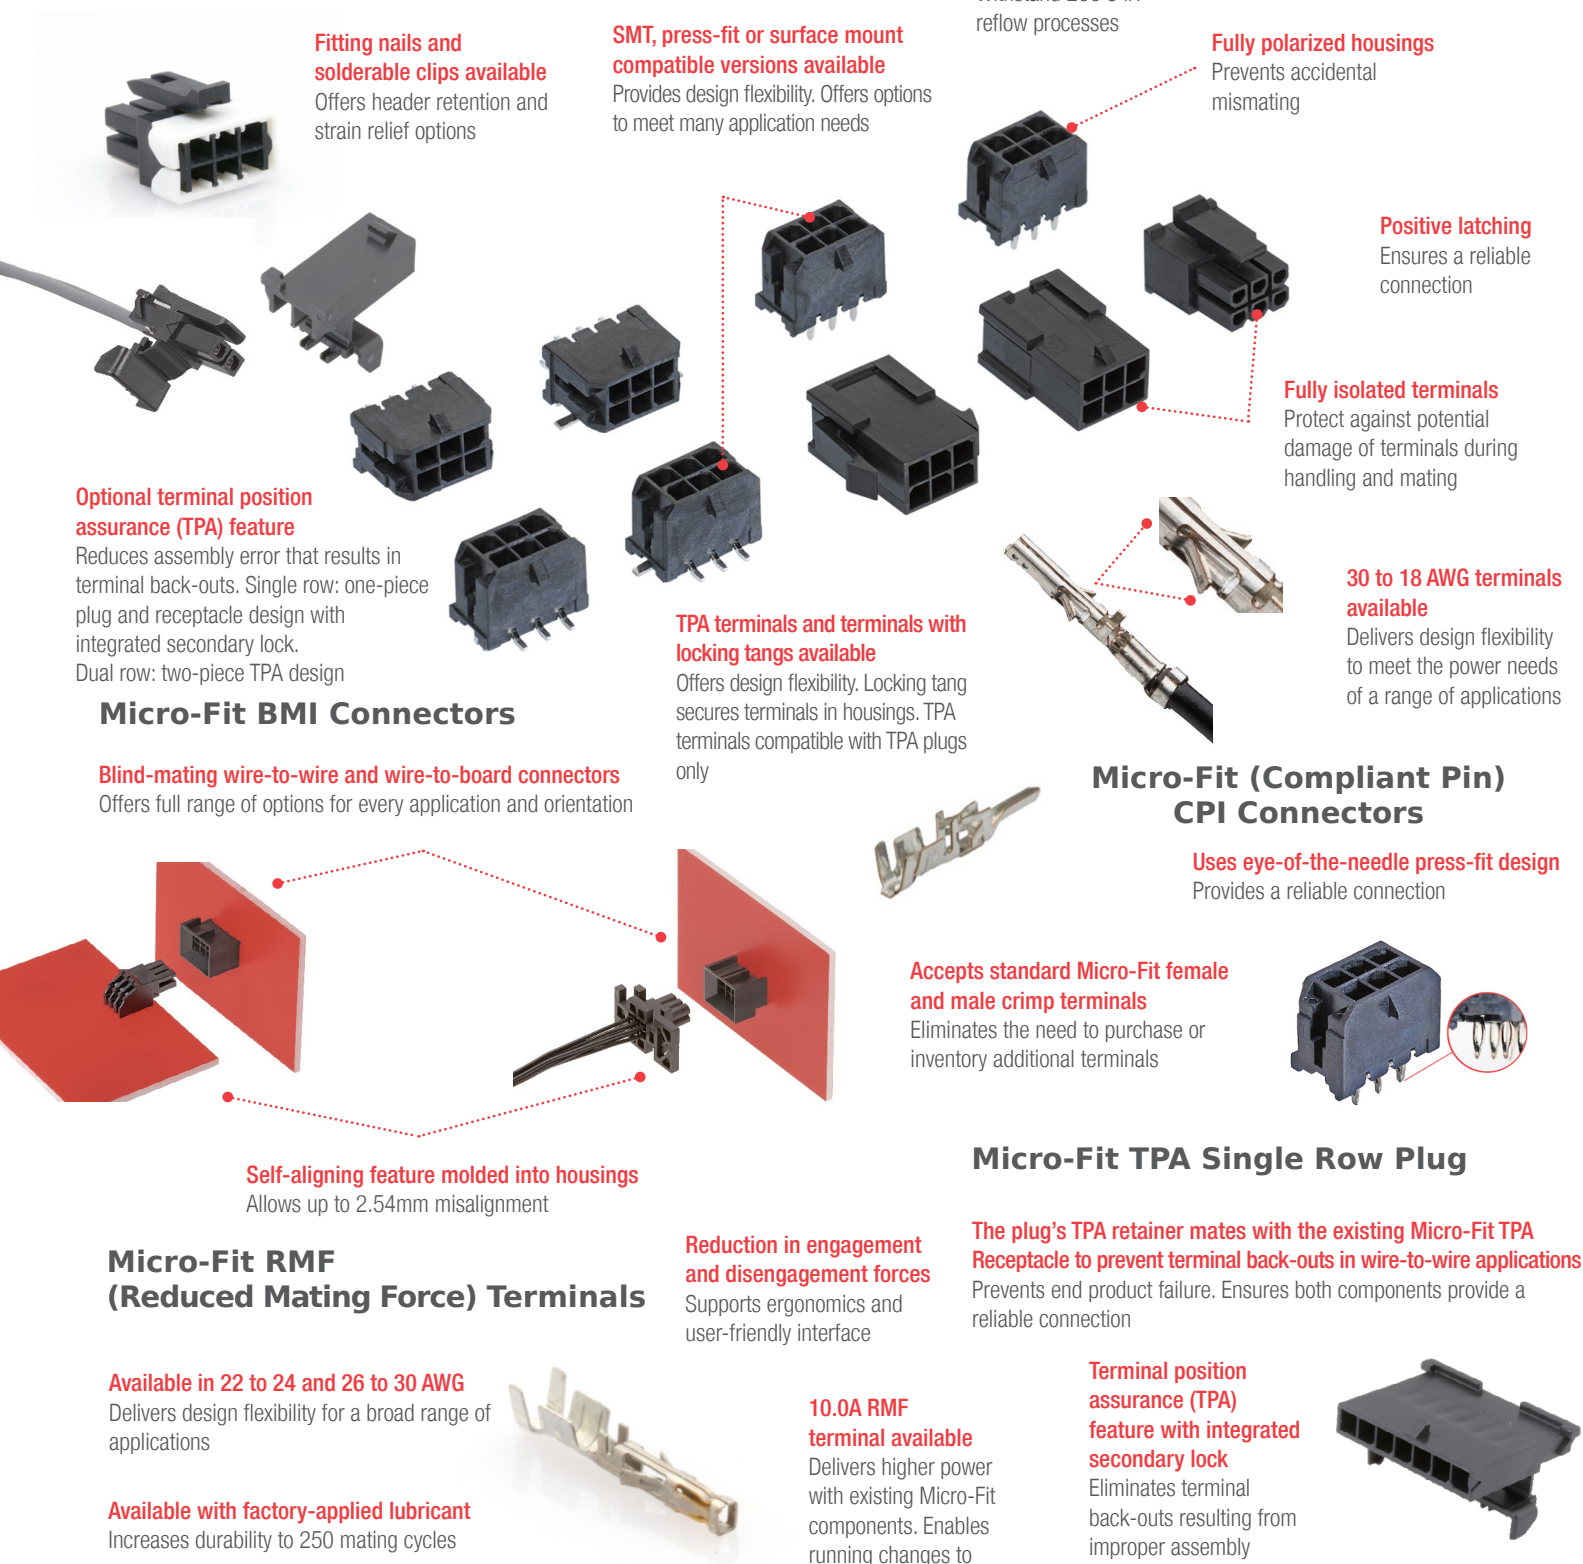 reflow processes
Fitting nails and
solderable clips available
Offers header retention and
strain relief options
SMT, press-fit or surface mount
compatible versions available
Provides design flexibility. Offers options
to meet many application needs
Fully polarized housings
Prevents accidental
mismating
Positive latching
Ensures a reliable
connection
Fully isolated terminals
Protect against potential
damage of terminals during
handling and mating
Optional terminal position
assurance (TPA) feature
Reduces assembly error that results in
terminal back-outs. Single row: one-piece
plug and receptacle design with
integrated secondary lock.
Dual row: two-piece TPA design
TPA terminals and terminals with
locking tangs available
Offers design flexibility. Locking tang
secures terminals in housings. TPA
terminals compatible with TPA plugs
only
30 to 18 AWG terminals
available
Delivers design flexibility
to meet the power needs
of a range of applications
Micro-Fit BMI Connectors
Blind-mating wire-to-wire and wire-to-board connectors
Offers full range of options for every application and orientation
Self-aligning feature molded into housings
Allows up to 2.54mm misalignment
Micro-Fit (Compliant Pin)
CPI Connectors
Uses eye-of-the-needle press-fit design
Provides a reliable connection
Accepts standard Micro-Fit female
and male crimp terminals
Eliminates the need to purchase or
inventory additional terminals
Micro-Fit RMF
(Reduced Mating Force) Terminals
Reduction in engagement
and disengagement forces
Supports ergonomics and
user-friendly interface
Available in 22 to 24 and 26 to 30 AWG
Delivers design flexibility for a broad range of
applications
Available with factory-applied lubricant
Increases durability to 250 mating cycles
10.0A RMF
terminal available
Delivers higher power
with existing Micro-Fit
components. Enables
running changes to
Micro-Fit TPA Single Row Plug
The plug's TPA retainer mates with the existing Micro-Fit TPA
Receptacle to prevent terminal back-outs in wire-to-wire applications
Prevents end product failure. Ensures both components provide a
reliable connection
Terminal position
assurance (TPA)
feature with integrated
secondary lock
Eliminates terminal
back-outs resulting from
improper assembly